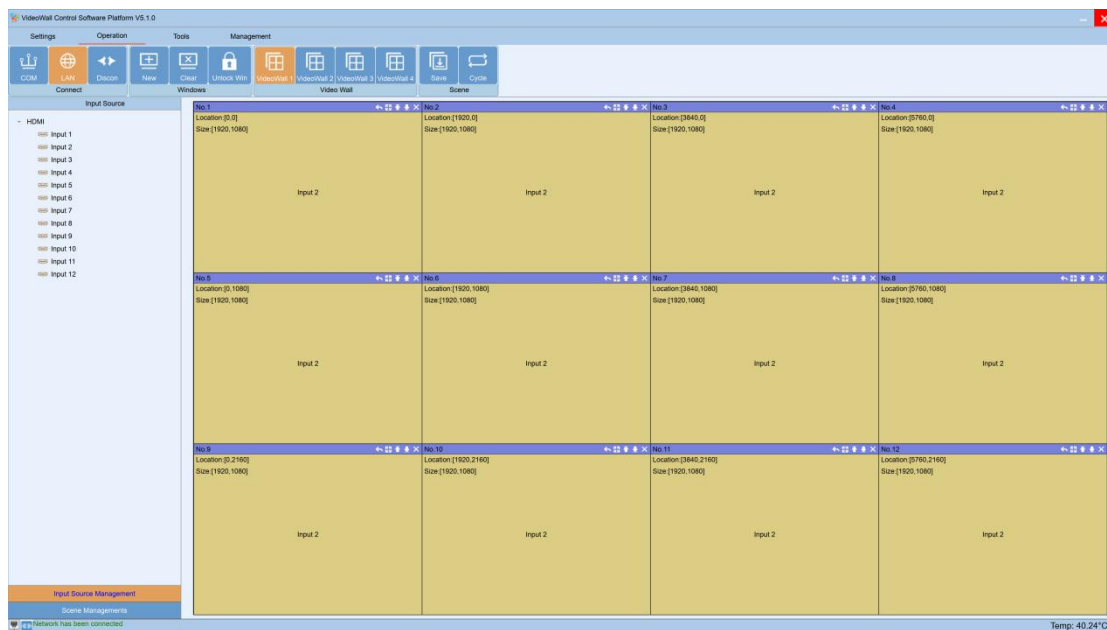 VideoWall Control Software Platform V5.1.0
Settings Operation Tools Management
COM LAN Discon New Clear Unlock Win VideoWall 1 VideoWall 2 VideoWall 3 VideoWall 4 Save Cycle
Connect Windows Video Wall Scene
Input Source
HDMI
Input 1
Input 2
Input 3
Input 4
Input 5
Input 6
Input 7
Input 8
Input 9
Input 10
Input 11
Input 12
No.1 No.2 No.3 No.4
Location:[0,0] Location:[1920,0] Location:[3840,0] Location:[5760,0]
Size:[1920,1080] Size:[1920,1080] Size:[1920,1080] Size:[1920,1080]
Input 2 Input 2 Input 2 Input 2
No.5 No.6 No.7 No.8
Location:[0,1080] Location:[1920,1080] Location:[3840,1080] Location:[5760,1080]
Size:[1920,1080] Size:[1920,1080] Size:[1920,1080] Size:[1920,1080]
Input 2 Input 2 Input 2 Input 2
No.9 No.10 No.11 No.12
Location:[0,2160] Location:[1920,2160] Location:[3840,2160] Location:[5760,2160]
Size:[1920,1080] Size:[1920,1080] Size:[1920,1080] Size:[1920,1080]
Input 2 Input 2 Input 2 Input 2
Input Source Management
Scene Managements
Network has been connected Temp: 40.24°C